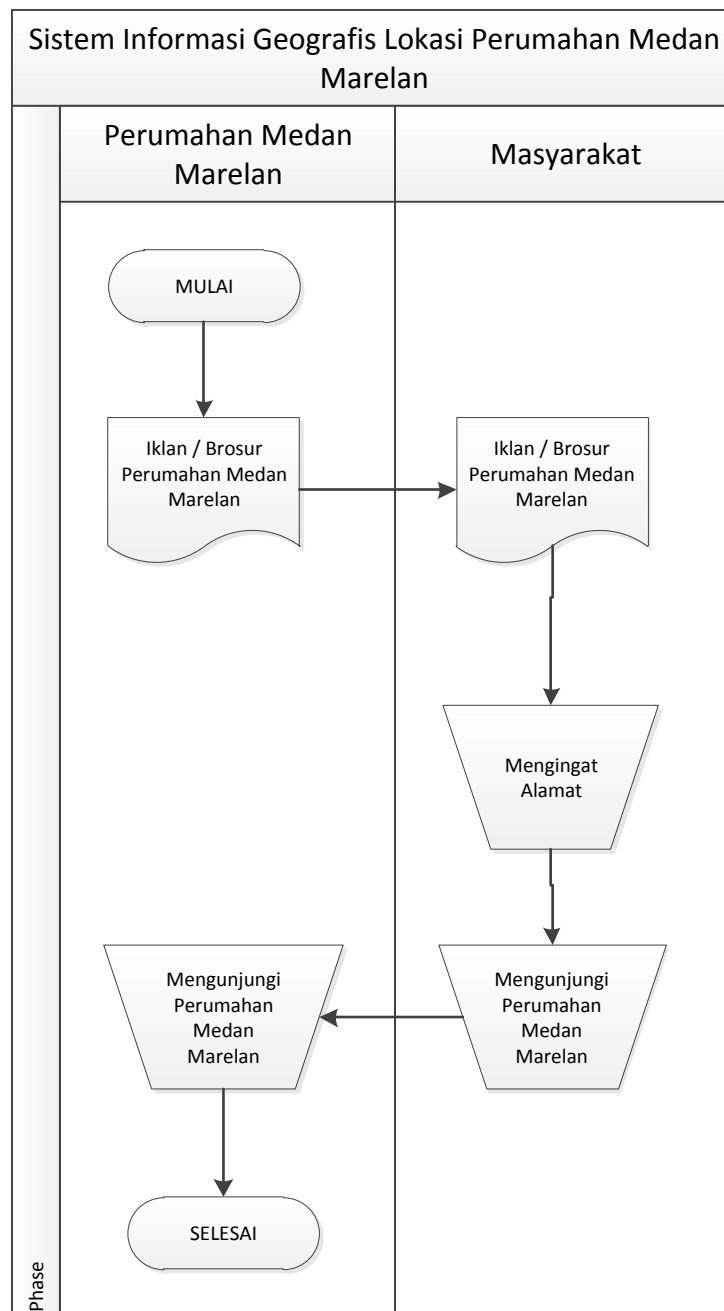 Sistem Informasi Geografis Lokasi Perumahan Medan
Marelan
Perumahan Medan
Marelan
Masyarakat
MULAI
Iklan / Brosur
Perumahan Medan
Marelan
Iklan / Brosur
Perumahan Medan
Marelan
Mengingat
Alamat
Mengunjungi
Perumahan
Medan
Marelan
Mengunjungi
Perumahan
Medan
Marelan
SELESAI
Phase